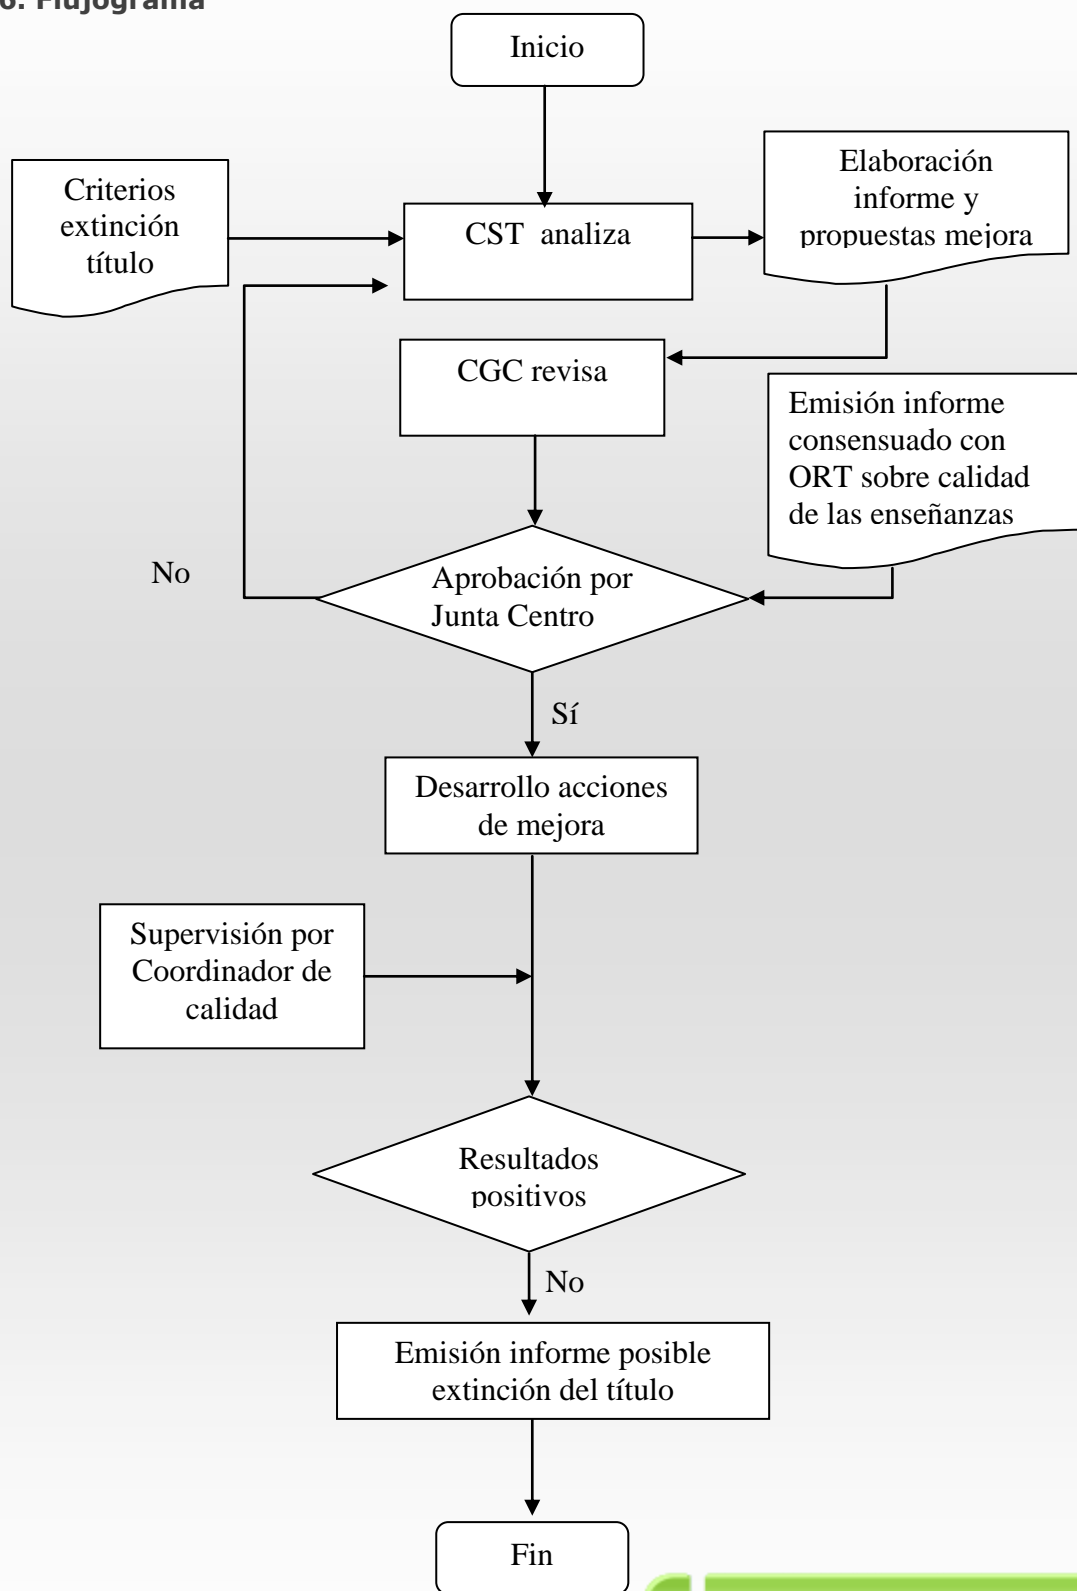 6. Flujograma
Inicio
Criterios
extinción
título
CST analiza
Elaboración
informe y
propuestas mejora
CGC revisa
Emisión informe
consensuado con
ORT sobre calidad
de las enseñanzas
No
Aprobación por
Junta Centro
Sí
Desarrollo acciones
de mejora
Supervisión por
Coordinador de
calidad
Resultados
positivos
No
Emisión informe posible
extinción del título
Fin